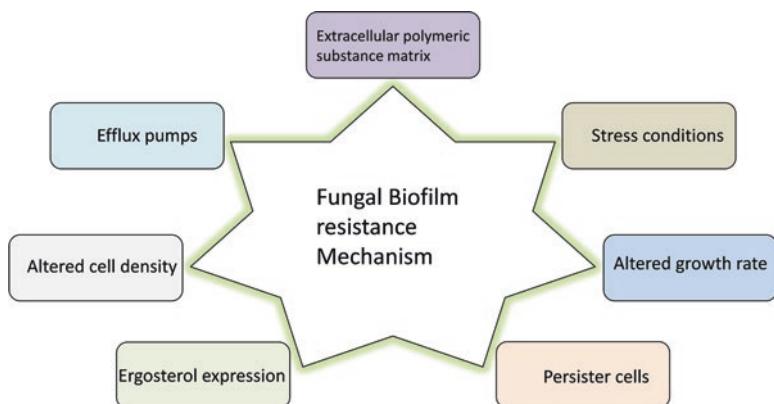 Extracellular polymeric
substance matrix
Efflux pumps
Stress conditions
Fungal Biofilm
resistance
Mechanism
Altered cell density
Altered growth rate
Ergosterol expression
Persister cells